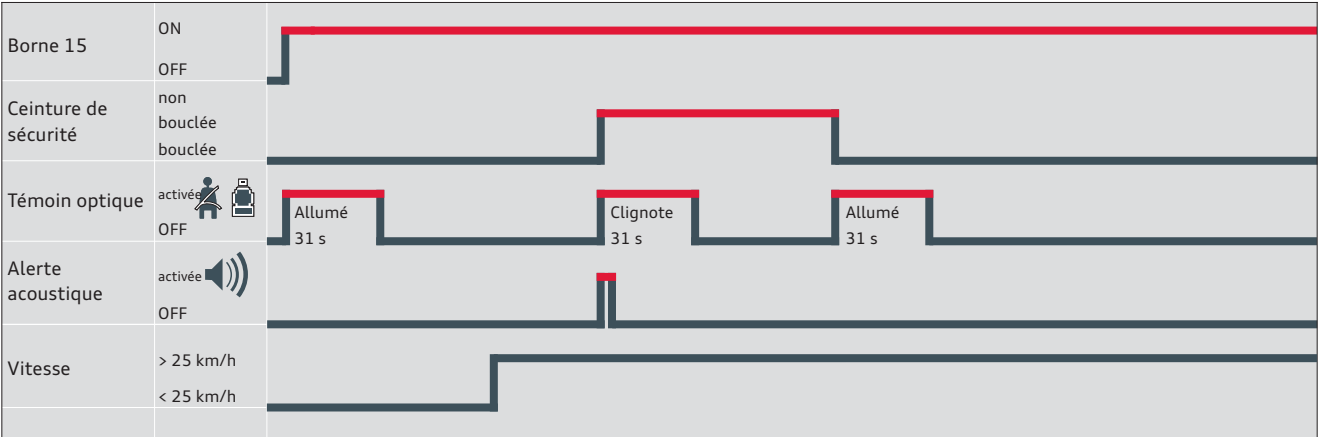 Borne 15
ON
OFF
Ceinture de
sécurité
non
bouclée
bouclée
Témoin optique
activée
OFF
Allumé
31 s
Clignote
31 s
Allumé
31 s
Alerte
acoustique
activée
OFF
Vitesse
> 25 km/h
< 25 km/h